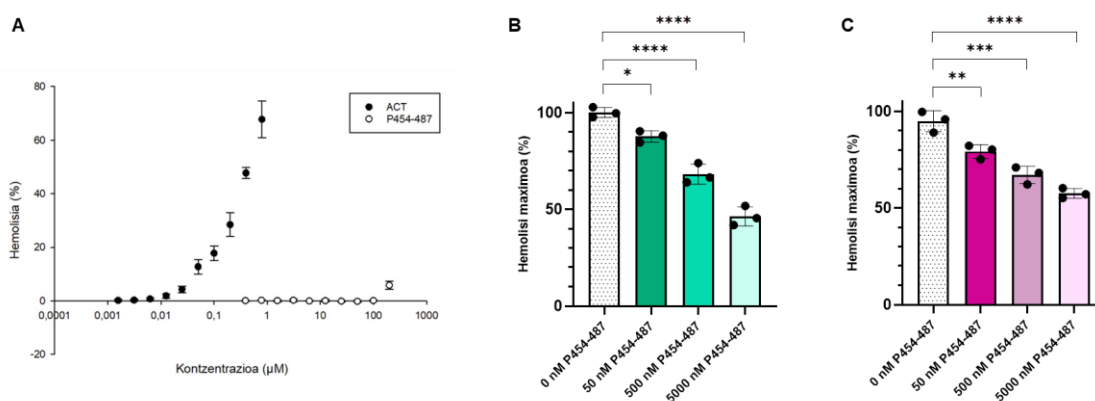 A
Hemolisia (%)
80
60
40
20
0
-20
0,0001
0,001
0,01
0,1
1
10
100
1000
Kontzentrazioa (µM)
ACT
P454-487
B
****
****
*
Hemolisi maximoa (%)
100
50
0
0 nM P454-487
50 nM P454-487
500 nM P454-487
5000 nM P454-487
C
****
***
**
Hemolisi maximoa (%)
100
50
0
0 nM P454-487
50 nM P454-487
500 nM P454-487
5000 nM P454-487